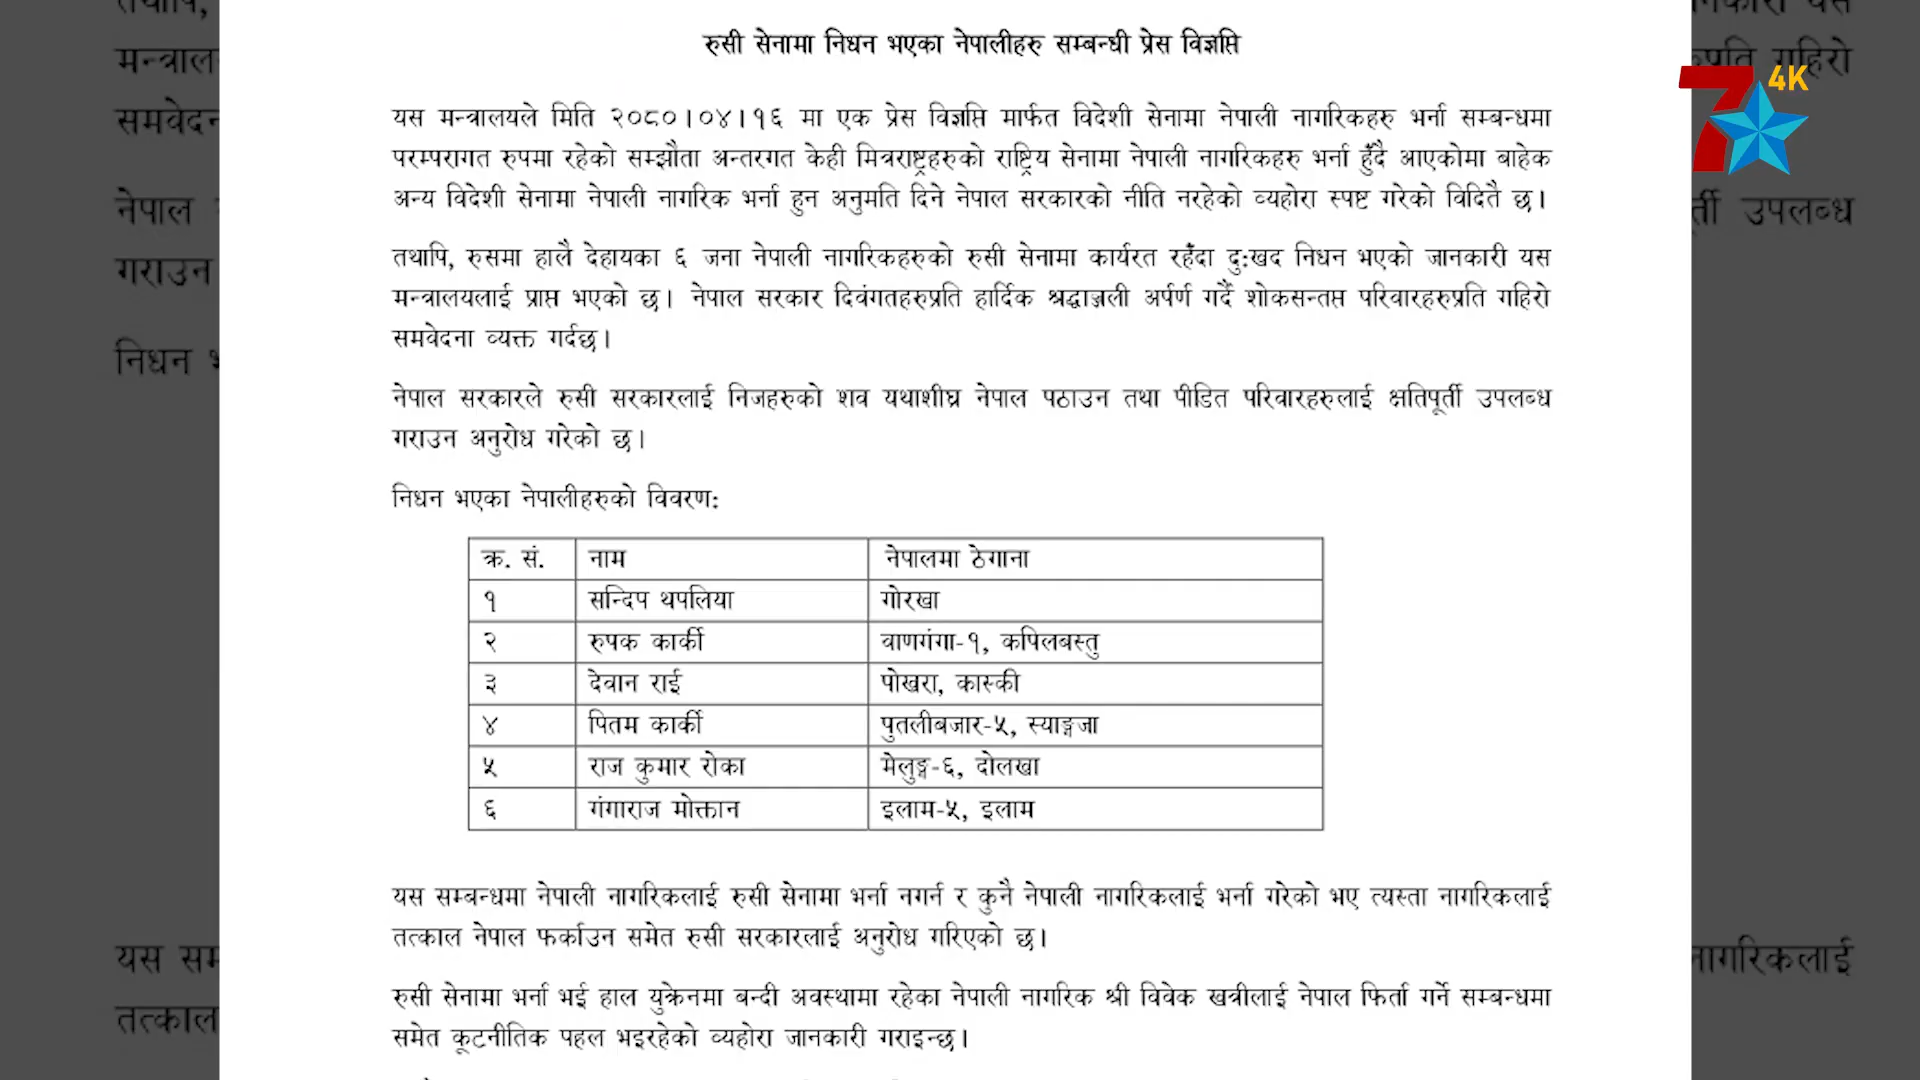 रुसी सेनामा निधन भएका नेपालीहरु सम्बन्धी प्रेस विज्ञप्ति
7 4K
यस मन्त्रालयले मिति २०८०।०४।१६ मा एक प्रेस विज्ञप्ति मार्फत विदेशी सेनामा नेपाली नागरिकहरु भर्ना सम्बन्धमा
परम्परागत रुपमा रहेको सम्झौता अन्तरगत केही मित्रराष्ट्रहरुको राष्ट्रिय सेनामा नेपाली नागरिकहरु भर्ना हुँदै आएकोमा बाहेक
अन्य विदेशी सेनामा नेपाली नागरिक भर्ना हुन अनुमति दिने नेपाल सरकारको नीति नरहेको व्यहोरा स्पष्ट गरेको विदितै छ।
तथापि, रुसमा हालै देहायका ६ जना नेपाली नागरिकहरुको रुसी सेनामा कार्यरत रहँदा दुःखद निधन भएको जानकारी यस
मन्त्रालयलाई प्राप्त भएको छ। नेपाल सरकार दिवंगतहरुप्रति हार्दिक श्रद्धाञ्जली अर्पर्ण गर्दै शोकसन्तप्त परिवारहरुप्रति गहिरो
समवेदना व्यक्त गर्दछ।
नेपाल सरकारले रुसी सरकारलाई निजहरुको शव यथाशीघ्र नेपाल पठाउन तथा पीडित परिवारहरुलाई क्षतिपूर्ती उपलब्ध
गराउन अनुरोध गरेको छ।
निधन भएका नेपालीहरुको विवरण:
क्र. सं. नाम नेपालमा ठेगाना
१ सन्दिप थपलिया गोरखा
२ रुपक कार्की वाणगंगा-१, कपिलबस्तु
३ देवान राई पोखरा, कास्की
४ पितम कार्की पुतलीबजार-५, स्याङ्गजा
५ राज कुमार रोका मेलुङ्ग-६, दोलखा
६ गंगाराज मोक्तान इलाम-५, इलाम
यस सम्बन्धमा नेपाली नागरिकलाई रुसी सेनामा भर्ना नगर्न र कुनै नेपाली नागरिकलाई भर्ना गरेको भए त्यस्ता नागरिकलाई
तत्काल नेपाल फर्काउन समेत रुसी सरकारलाई अनुरोध गरिएको छ।
रुसी सेनामा भर्ना भई हाल युक्रेनमा बन्दी अवस्थामा रहेका नेपाली नागरिक श्री विवेक खत्रीलाई नेपाल फिर्ता गर्ने सम्बन्धमा
समेत कूटनीतिक पहल भइरहेको व्यहोरा जानकारी गराइन्छ।